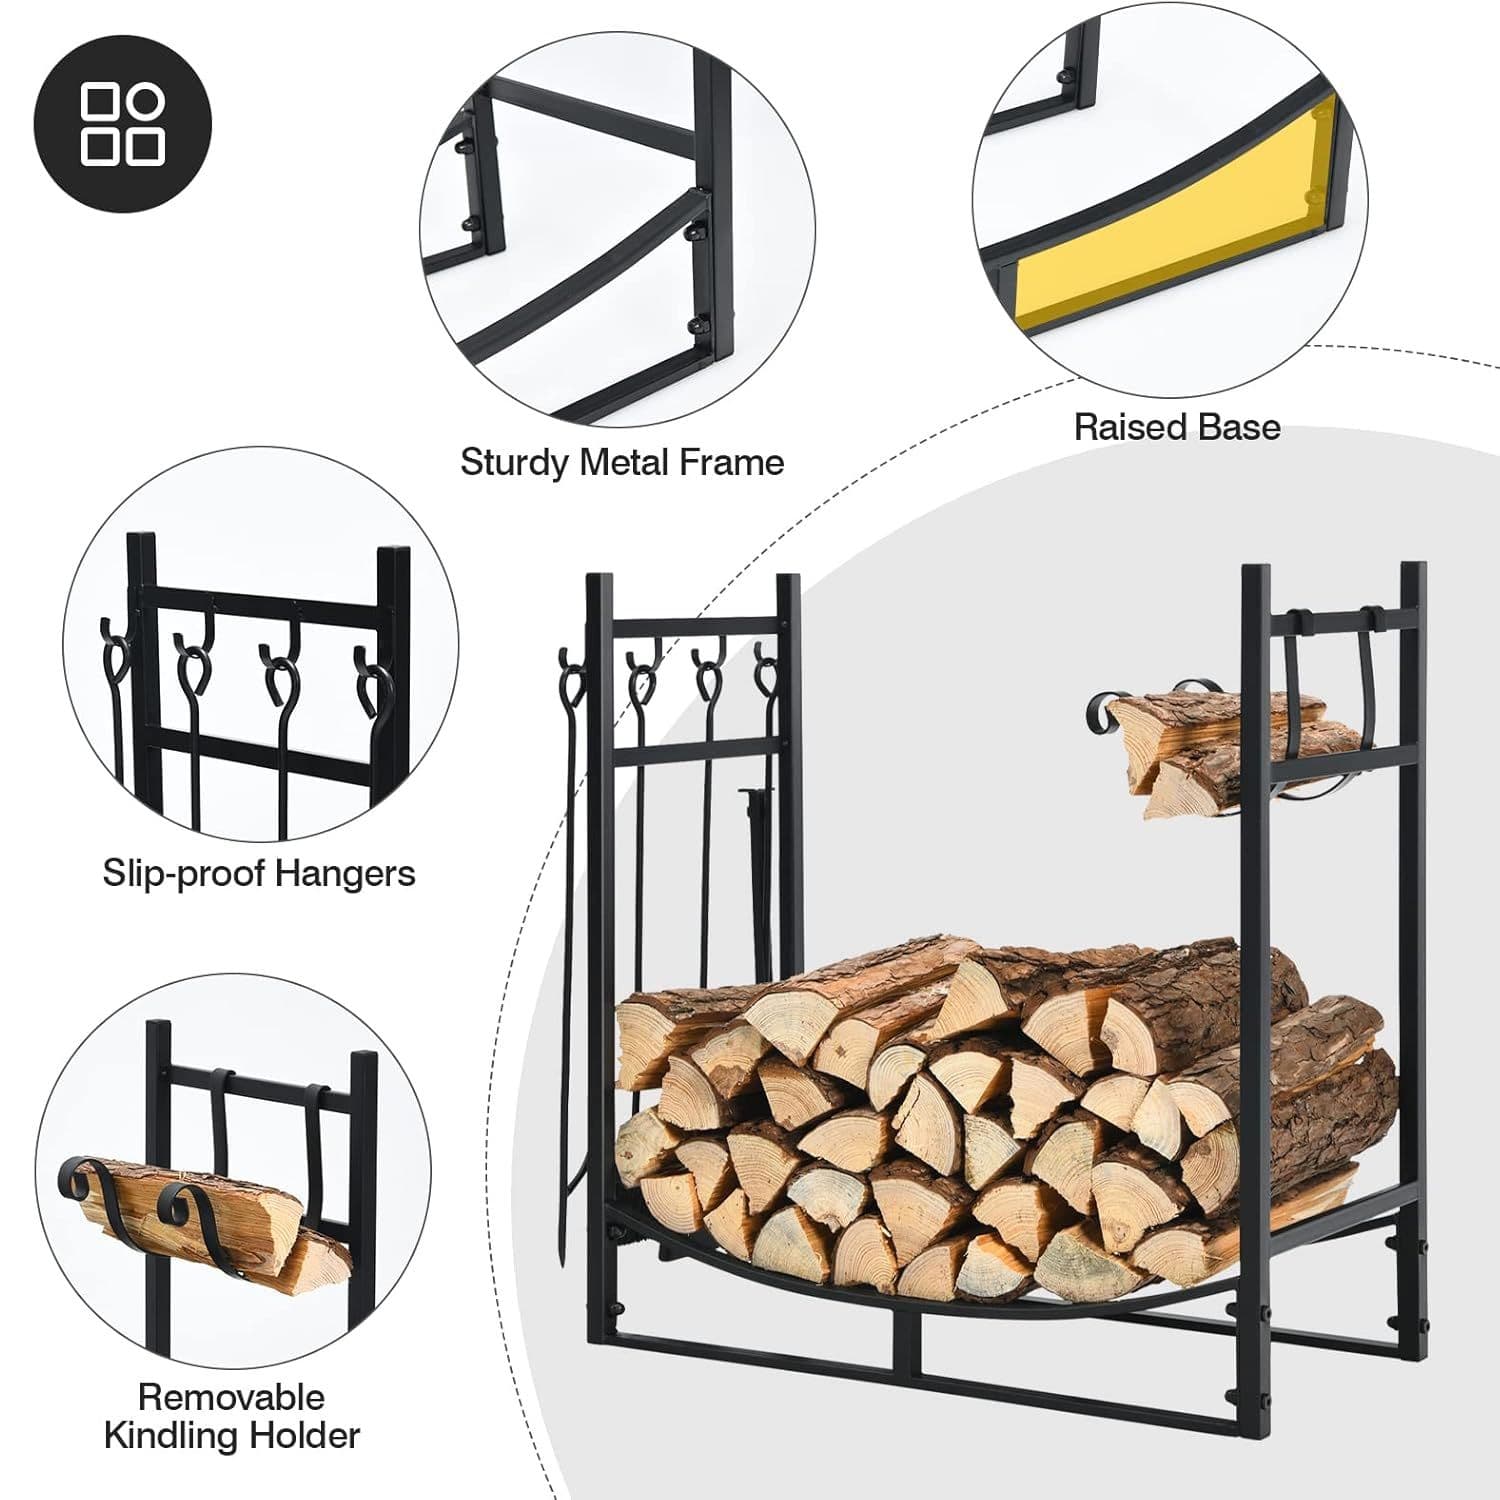 Sturdy Metal Frame
Raised Base
Slip-proof Hangers
Removable
Kindling Holder